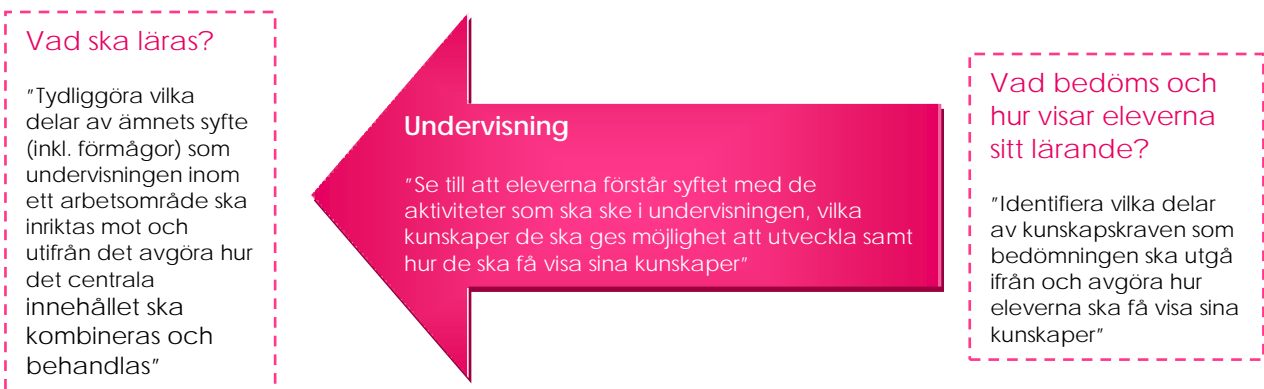 Vad ska läras?
"Tydliggöra vilka
delar av ämnets syfte
(inkl. förmågor) som
undervisningen inom
ett arbetsområde ska
inriktas mot och
utifrån det avgöra hur
det centrala
innehållet ska
kombineras och
behandlas"
Undervisning
"Se till att eleverna förstår syftet med de
aktiviteter som ska ske i undervisningen, vilka
kunskaper de ska ges möjlighet att utveckla samt
hur de ska få visa sina kunskaper"
Vad bedöms och
hur visar eleverna
sitt lärande?
"Identifiera vilka delar
av kunskapskraven som
bedömningen ska utgå
ifrån och avgöra hur
eleverna ska få visa sina
kunskaper"